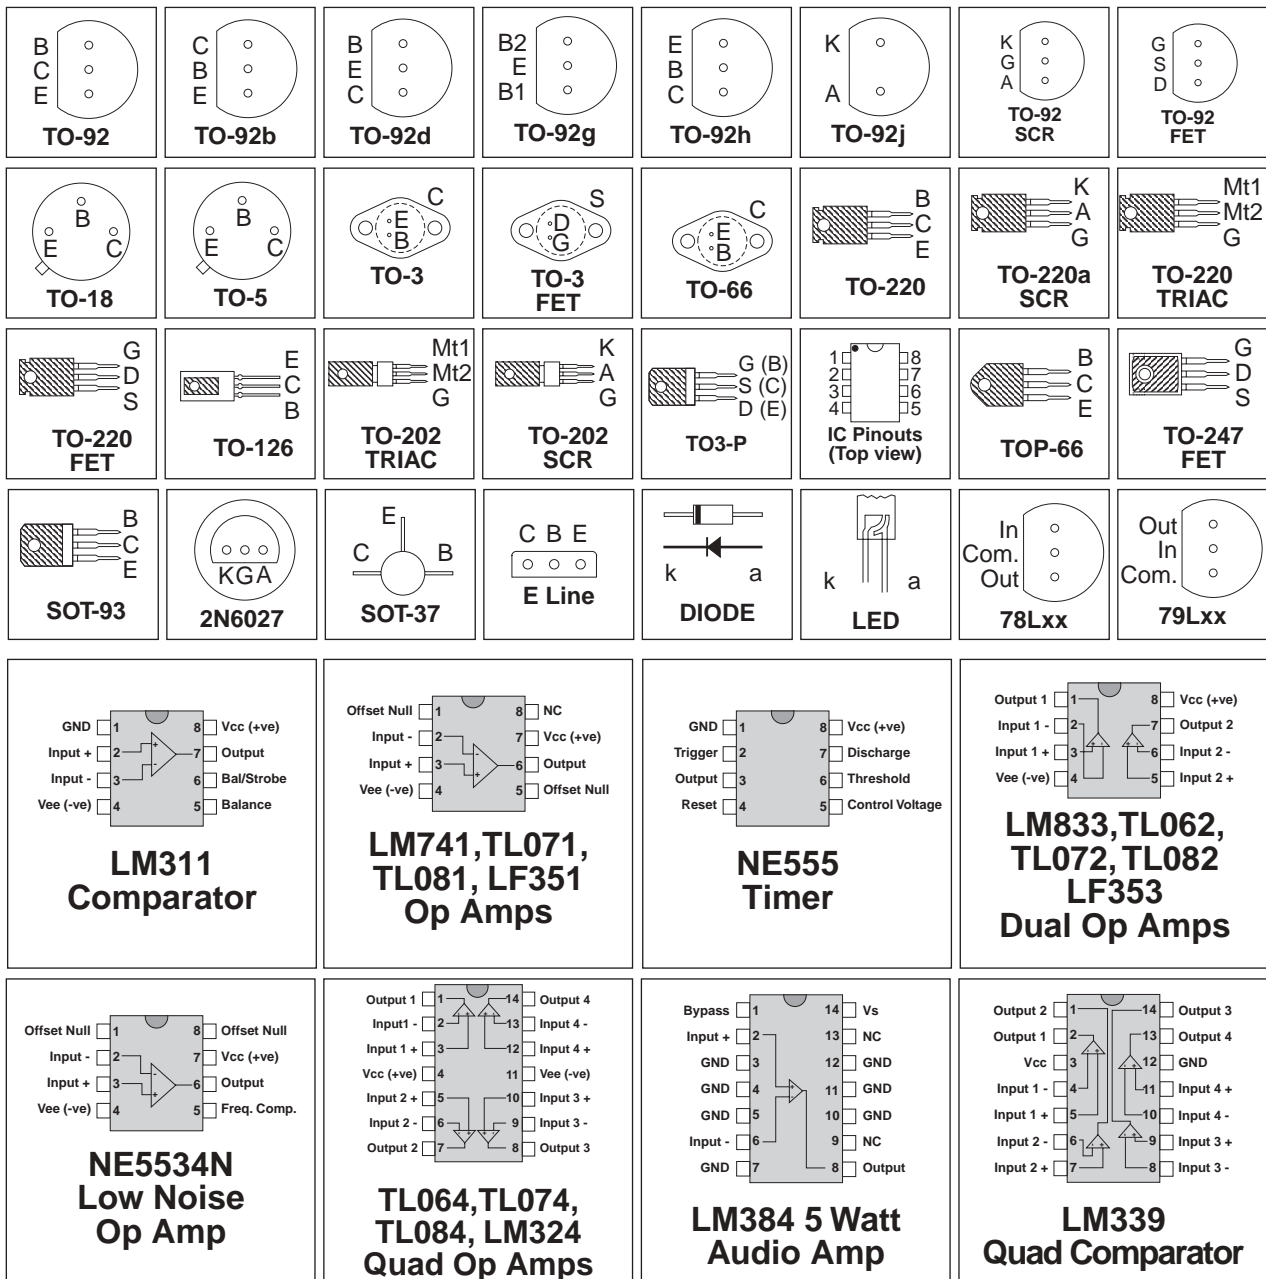 B
C
E
TO-92
C
B
E
TO-92b
B
E
C
TO-92d
B2
E
B1
TO-92g
E
B
C
TO-92h
K
A
TO-92j
K
G
A
TO-92
SCR
G
S
D
TO-92
FET
B
E C
TO-18
B
E C
TO-5
C
E
B
TO-3
S
D
G
TO-3
FET
C
E
B
TO-66
B
C
E
TO-220
K
A
G
TO-220a
SCR
Mt1
Mt2
G
TO-220
TRIAC
G
D
S
TO-220
FET
E
C
B
TO-126
Mt1
Mt2
G
TO-202
TRIAC
K
A
G
TO-202
SCR
G (B)
S (C)
D (E)
TO3-P
1 8
2 7
3 6
4 5
IC Pinouts
(Top view)
B
C
E
TOP-66
G
D
S
TO-247
FET
B
C
E
SOT-93
KGA
2N6027
E
C B
SOT-37
C B E
E Line
k a
DIODE
k a
LED
In
Com.
Out
78Lxx
Out
In
Com.
79Lxx
GND 1 8 Vcc (+ve)
Input + 2 + 7 Output
Input - 3 - 6 Bal/Strobe
Vee (-ve) 4 5 Balance
LM311
Comparator
Offset Null 1 8 NC
Input - 2 - 7 Vcc (+ve)
Input + 3 + 6 Output
Vee (-ve) 4 5 Offset Null
LM741,TL071,
TL081, LF351
Op Amps
GND 1 8 Vcc (+ve)
Trigger 2 7 Discharge
Output 3 6 Threshold
Reset 4 5 Control Voltage
NE555
Timer
Output 1 1 8 Vcc (+ve)
Input 1 - 2 7 Output 2
Input 1 + 3 6 Input 2 -
Vee (-ve) 4 5 Input 2 +
LM833,TL062,
TL072, TL082
LF353
Dual Op Amps
Offset Null 1 8 Offset Null
Input - 2 - 7 Vcc (+ve)
Input + 3 + 6 Output
Vee (-ve) 4 5 Freq. Comp.
NE5534N
Low Noise
Op Amp
Output 1 1 14 Output 4
Input1 - 2 13 Input 4 -
Input 1 + 3 12 Input 4 +
Vcc (+ve) 4 11 Vee (-ve)
Input 2 + 5 10 Input 3 +
Input 2 - 6 9 Input 3 -
Output 2 7 8 Output 3
TL064,TL074,
TL084, LM324
Quad Op Amps
Bypass 1 14 Vs
Input + 2 13 NC
GND 3 12 GND
GND 4 + - 11 GND
GND 5 10 GND
Input - 6 9 NC
GND 7 8 Output
LM384 5 Watt
Audio Amp
Output 2 1 14 Output 3
Output 1 2 13 Output 4
Vcc 3 12 GND
Input 1 - 4 11 Input 4 +
Input 1 + 5 10 Input 4 -
Input 2 - 6 9 Input 3 +
Input 2 + 7 8 Input 3 -
LM339
Quad Comparator